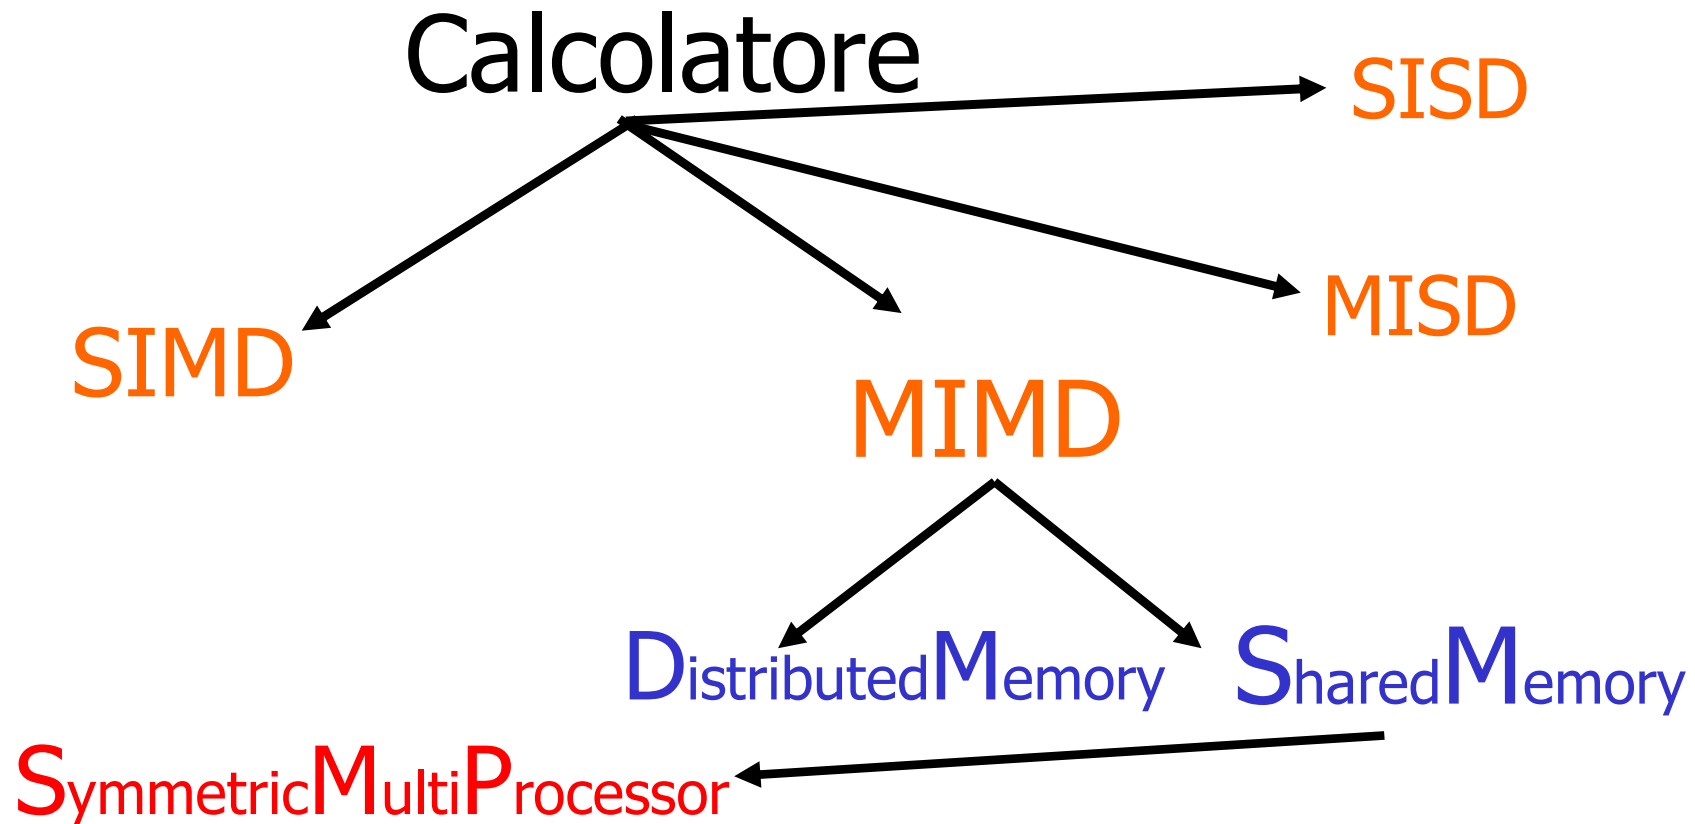 Calcolatore
SISD
MISD
SIMD
MIMD
DistributedMemory
SharedMemory
SymmetricMultiProcessor